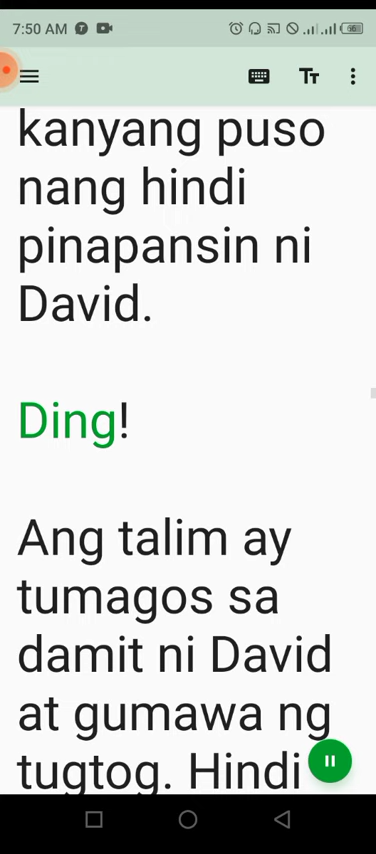 7:50 AM
kanyang puso
nang hindi
pinapansin ni
David.
Ding!
Ang talim ay
tumagos sa
damit ni David
at gumawa ng
tugtog. Hindi